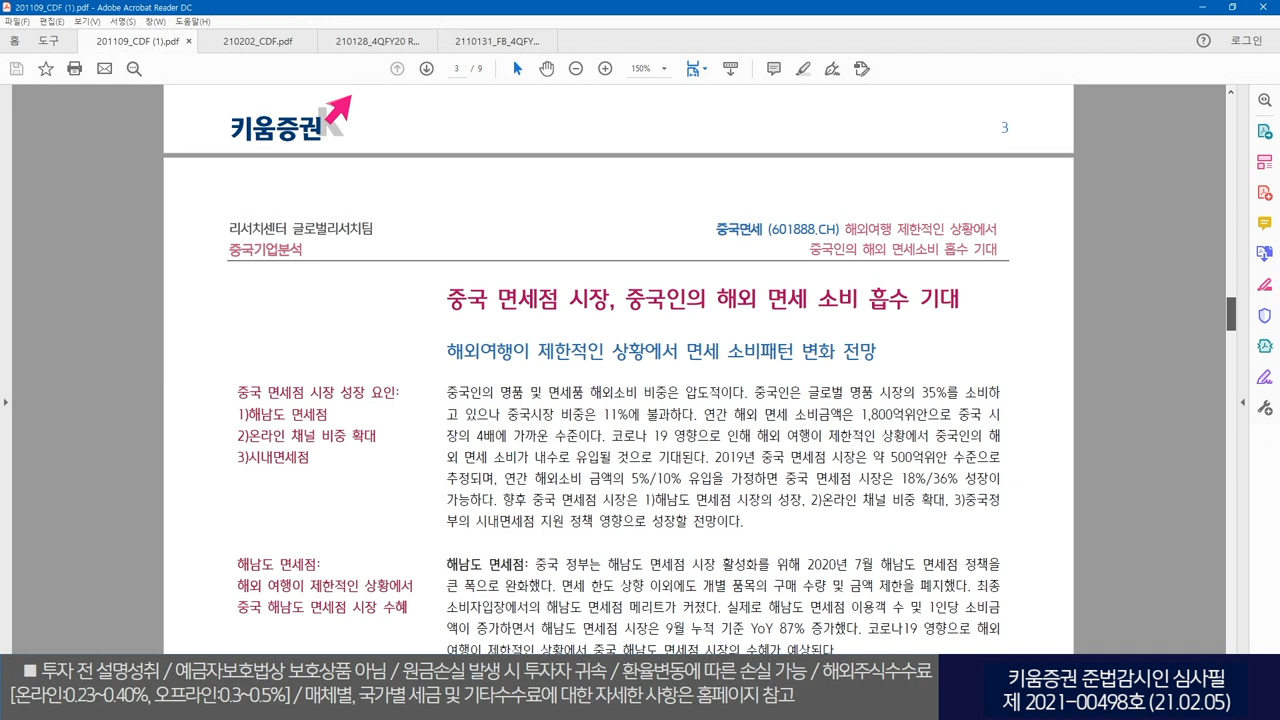 201109_CDF (1).pdf - Adobe Acrobat Reader DC
파일(F) 편집(E) 보기(V) 서명(S) 창(W) 도움말(H)
홈 도구 201109_CDF (1).pdf × 210202_CDF.pdf 210128_4QFY20 R... 2110131_FB_4QFY... 로그인
3 / 9 150%
키움증권 K 3
리서치센터 글로벌리서치팀 중국면세 (601888.CH) 해외여행 제한적인 상황에서
중국기업분석 중국인의 해외 면세소비 흡수 기대
중국 면세점 시장, 중국인의 해외 면세 소비 흡수 기대
해외여행이 제한적인 상황에서 면세 소비패턴 변화 전망
중국 면세점 시장 성장 요인:
1)해남도 면세점
2)온라인 채널 비중 확대
3)시내면세점
중국인의 명품 및 면세품 해외소비 비중은 압도적이다. 중국인은 글로벌 명품 시장의 35%를 소비하
고 있으나 중국시장 비중은 11%에 불과하다. 연간 해외 면세 소비금액은 1,800억위안으로 중국 시
장의 4배에 가까운 수준이다. 코로나 19 영향으로 인해 해외 여행이 제한적인 상황에서 중국인의 해
외 면세 소비가 내수로 유입될 것으로 기대된다. 2019년 중국 면세점 시장은 약 500억위안 수준으로
추정되며, 연간 해외소비 금액의 5%/10% 유입을 가정하면 중국 면세점 시장은 18%/36% 성장이
가능하다. 향후 중국 면세점 시장은 1)해남도 면세점 시장의 성장, 2)온라인 채널 비중 확대, 3)중국정
부의 시내면세점 지원 정책 영향으로 성장할 전망이다.
해남도 면세점:
해외 여행이 제한적인 상황에서
중국 해남도 면세점 시장 수혜
해남도 면세점: 중국 정부는 해남도 면세점 시장 활성화를 위해 2020년 7월 해남도 면세점 정책을
큰 폭으로 완화했다. 면세 한도 상향 이외에도 개별 품목의 구매 수량 및 금액 제한을 폐지했다. 최종
소비자입장에서의 해남도 면세점 메리트가 커졌다. 실제로 해남도 면세점 이용객 수 및 1인당 소비금
액이 증가하면서 해남도 면세점 시장은 9월 누적 기준 YoY 87% 증가했다. 코로나19 영향으로 해외
여행이 제한적인 상황에서 중국 해남도 면세점 시장의 수혜가 예상된다.
■ 투자 전 설명성취 / 예금자보호법상 보호상품 아님 / 원금손실 발생 시 투자자 귀속 / 환율변동에 따른 손실 가능 / 해외주식수수료
[온라인:0.23~0.40%, 오프라인:0.3~0.5%] / 매체별, 국가별 세금 및 기타수수료에 대한 자세한 사항은 홈페이지 참고
키움증권 준법감시인 심사필
제 2021-00498호 (21.02.05)